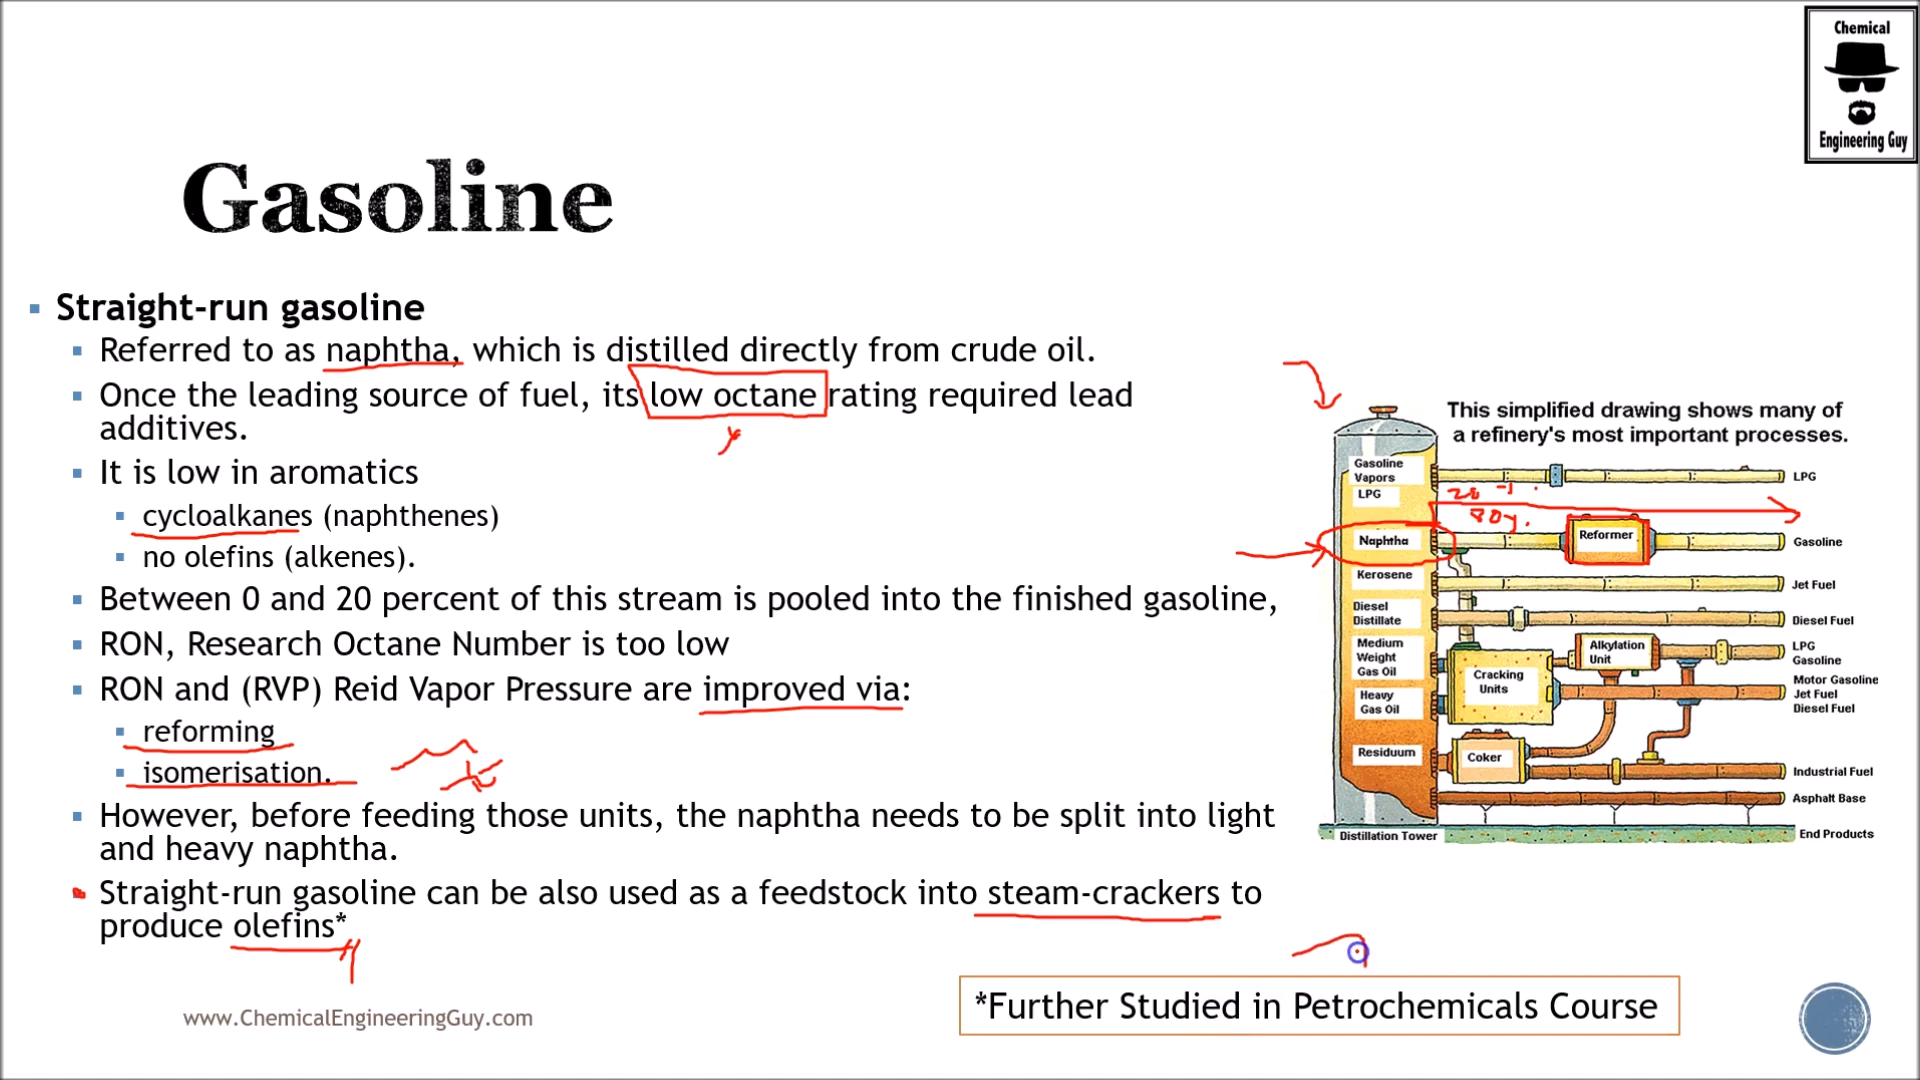 Chemical
Engineering Guy
Gasoline
Straight-run gasoline
Referred to as naphtha, which is distilled directly from crude oil.
Once the leading source of fuel, its low octane rating required lead
additives.
It is low in aromatics
cycloalkanes (naphthenes)
no olefins (alkenes).
Between 0 and 20 percent of this stream is pooled into the finished gasoline,
RON, Research Octane Number is too low
RON and (RVP) Reid Vapor Pressure are improved via:
reforming
isomerisation.
However, before feeding those units, the naphtha needs to be split into light
and heavy naphtha.
Straight-run gasoline can be also used as a feedstock into steam-crackers to
produce olefins*
This simplified drawing shows many of
a refinery's most important processes.
Gasoline
Vapors
LPG
LPG
Naphtha
Reformer
Gasoline
Kerosene
Jet Fuel
Diesel
Distillate
Diesel Fuel
Medium
Weight
Gas Oil
Heavy
Gas Oil
Cracking
Units
Alkylation
Unit
LPG
Gasoline
Motor Gasoline
Jet Fuel
Diesel Fuel
Residuum
Coker
Industrial Fuel
Asphalt Base
Distillation Tower
End Products
*Further Studied in Petrochemicals Course
www.ChemicalEngineeringGuy.com